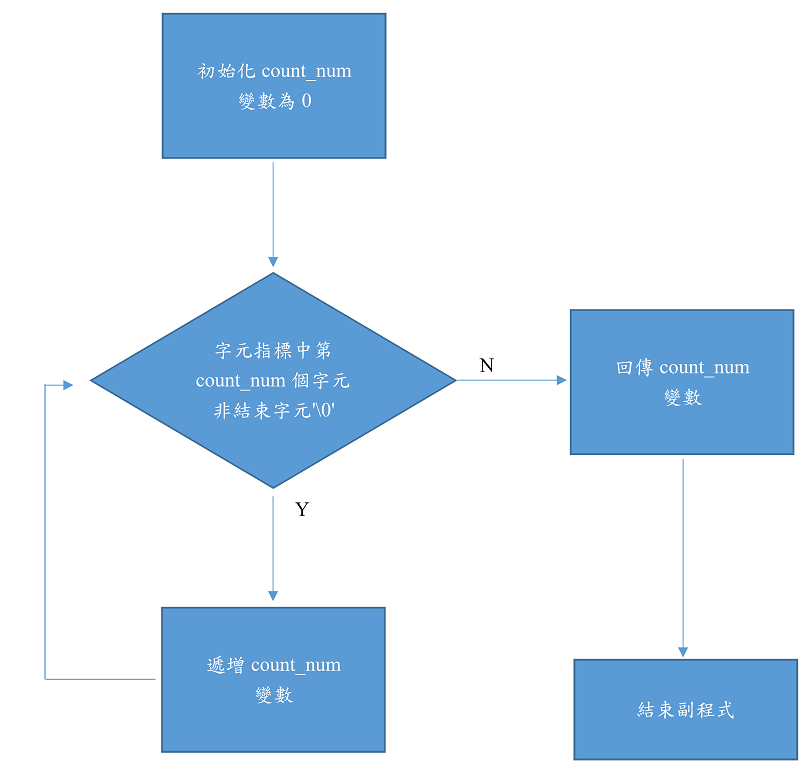 初始化 count_num
變數為 0
字元指標中第
count_num 個字元
非結束字元'\0'
N
回傳 count_num
變數
Y
遞增 count_num
變數
結束副程式